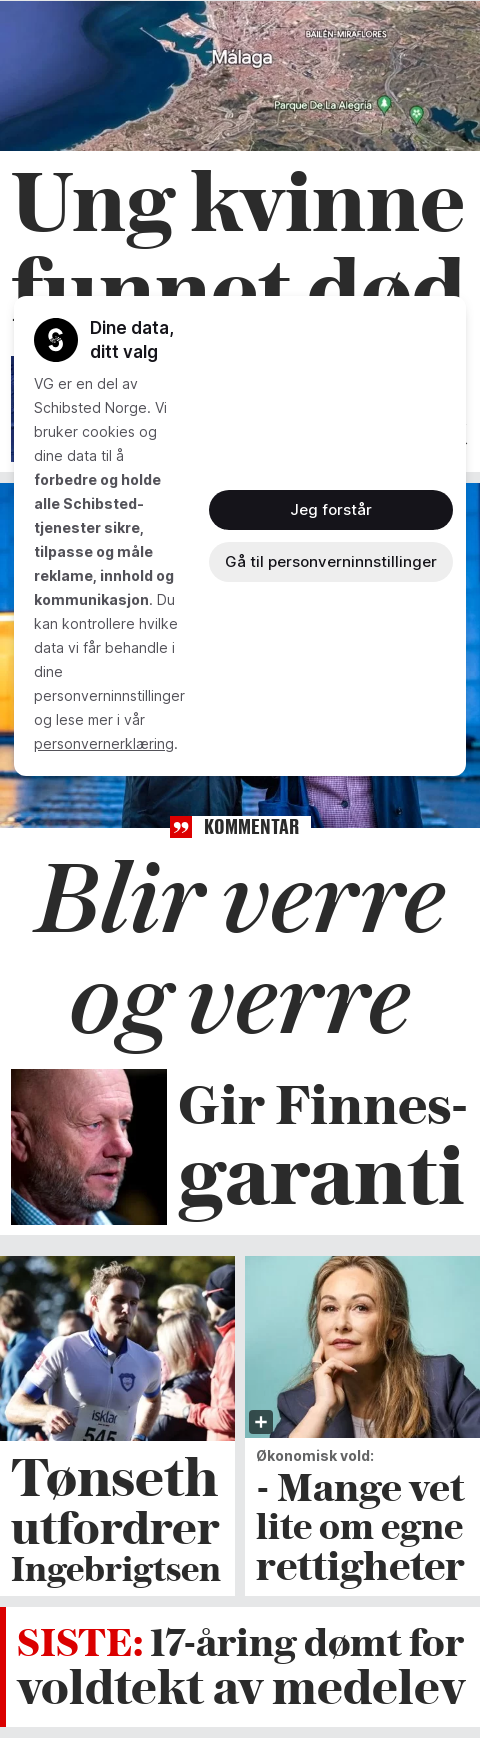 BAILÉN-MIRAFLORES
Málaga
Parque De La Alegría
Ung kvinne
funnet død
Dine data,
ditt valg
VG er en del av
Schibsted Norge. Vi
bruker cookies og
dine data til å
forbedre og holde
alle Schibsted-
tjenester sikre,
tilpasse og måle
reklame, innhold og
kommunikasjon. Du
kan kontrollere hvilke
data vi får behandle i
dine
personverninnstillinger
og lese mer i vår
personvernerklæring.
Jeg forstår
Gå til personverninnstillinger
KOMMENTAR
Blir verre
og verre
Gir Finnes-
garanti
isklar
545
Tønseth
utfordrer
Ingebrigtsen
Økonomisk vold:
- Mange vet
lite om egne
rettigheter
SISTE: 17-åring dømt for
voldtekt av medelev